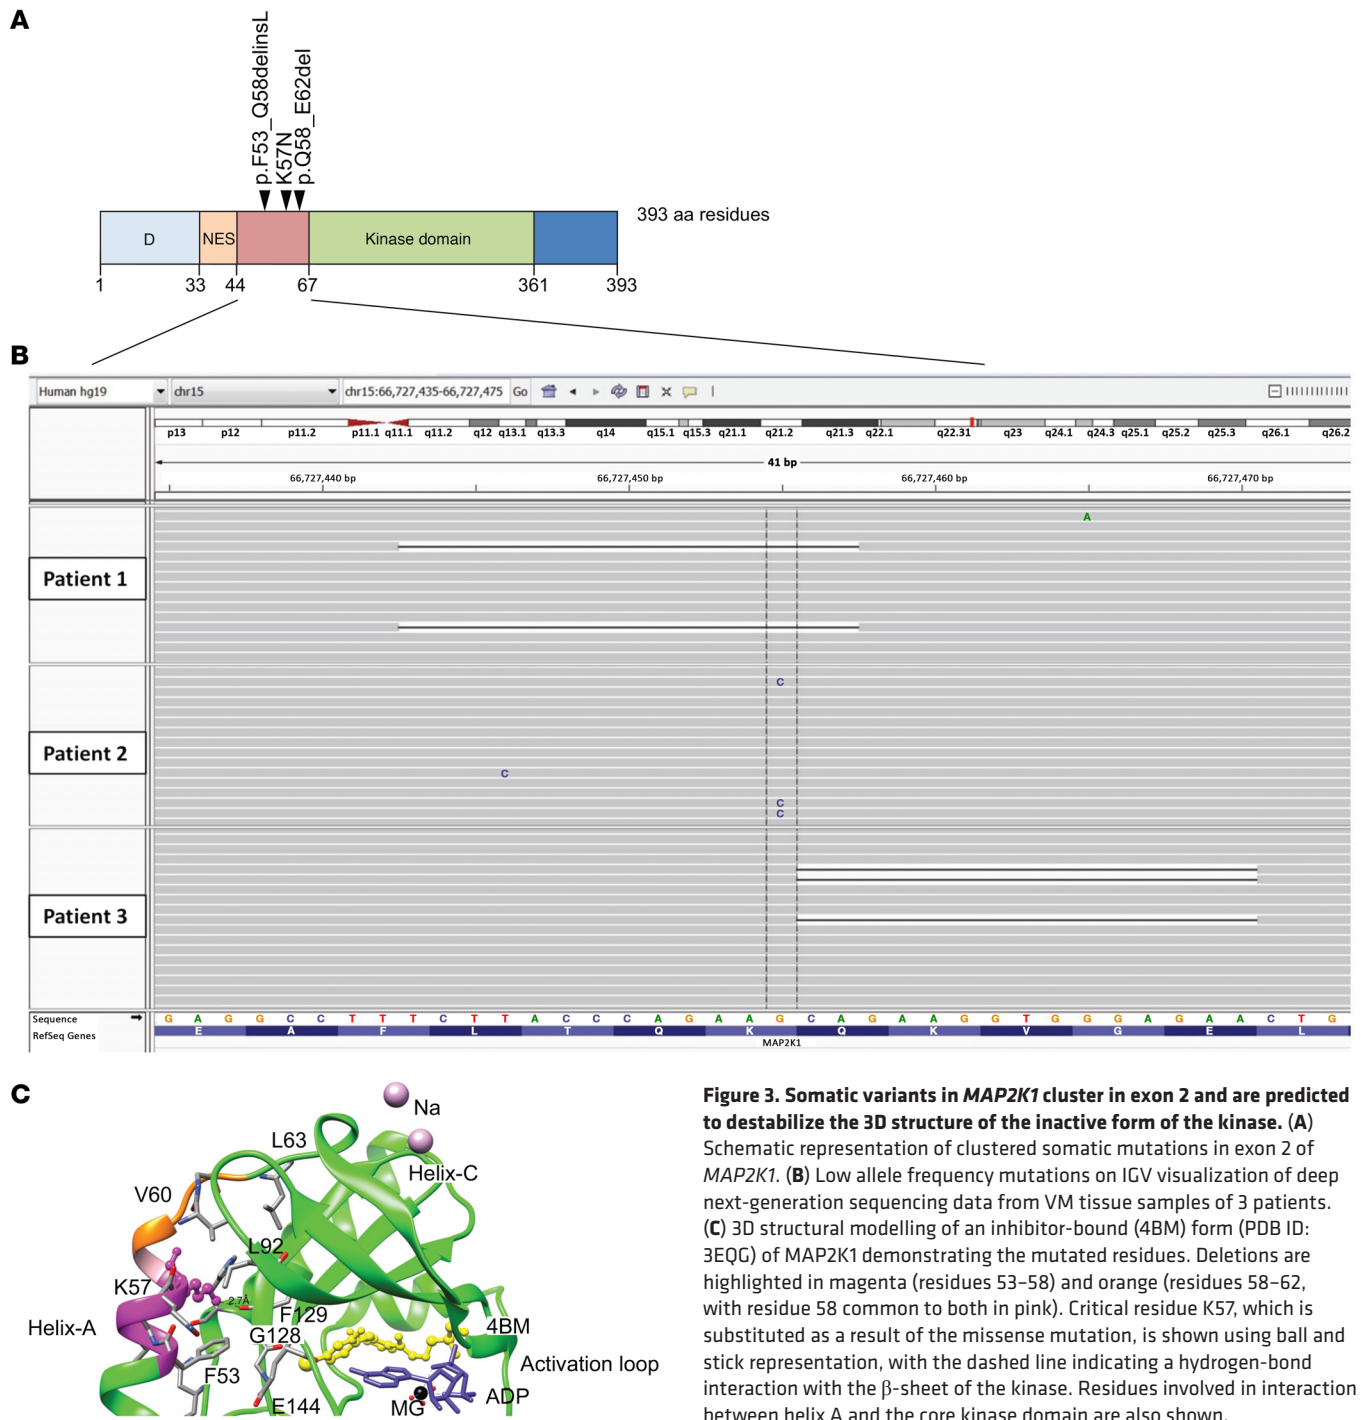 A
p.F53_Q58delinsL
K57N
p.Q58_E62del
D
NES
Kinase domain
393 aa residues
1
33
44
67
361
393
B
Human hg19
chr15
chr15:66,727,435-66,727,475
Go
p13 p12 p11.2 p11.1 q11.1 q11.2 q12 q13.1 q13.3 q14 q15.1 q15.3 q21.1 q21.2 q21.3 q22.1 q22.31 q23 q24.1 q24.3 q25.1 q25.2 q25.3 q26.1 q26.2
41 bp
66,727,440 bp 66,727,450 bp 66,727,460 bp 66,727,470 bp
A
Patient 1
C
Patient 2
C
C
C
Patient 3
Sequence
G A G G C C T T T C T T A C C C A G A A G C A G A A G G T G G G A G A A C T G
RefSeq Genes
E A F L T Q K Q K V G E L
MAP2K1
C
Na
L63
Helix-C
V60
L92
K57
2.7Å
F129
Helix-A
G128
4BM
F53
Activation loop
E144
MG
ADP
Figure 3. Somatic variants in MAP2K1 cluster in exon 2 and are predicted
to destabilize the 3D structure of the inactive form of the kinase. (A)
Schematic representation of clustered somatic mutations in exon 2 of
MAP2K1. (B) Low allele frequency mutations on IGV visualization of deep
next-generation sequencing data from VM tissue samples of 3 patients.
(C) 3D structural modelling of an inhibitor-bound (4BM) form (PDB ID:
3EQG) of MAP2K1 demonstrating the mutated residues. Deletions are
highlighted in magenta (residues 53–58) and orange (residues 58–62,
with residue 58 common to both in pink). Critical residue K57, which is
substituted as a result of the missense mutation, is shown using ball and
stick representation, with the dashed line indicating a hydrogen-bond
interaction with the β-sheet of the kinase. Residues involved in interaction
between helix A and the core kinase domain are also shown.